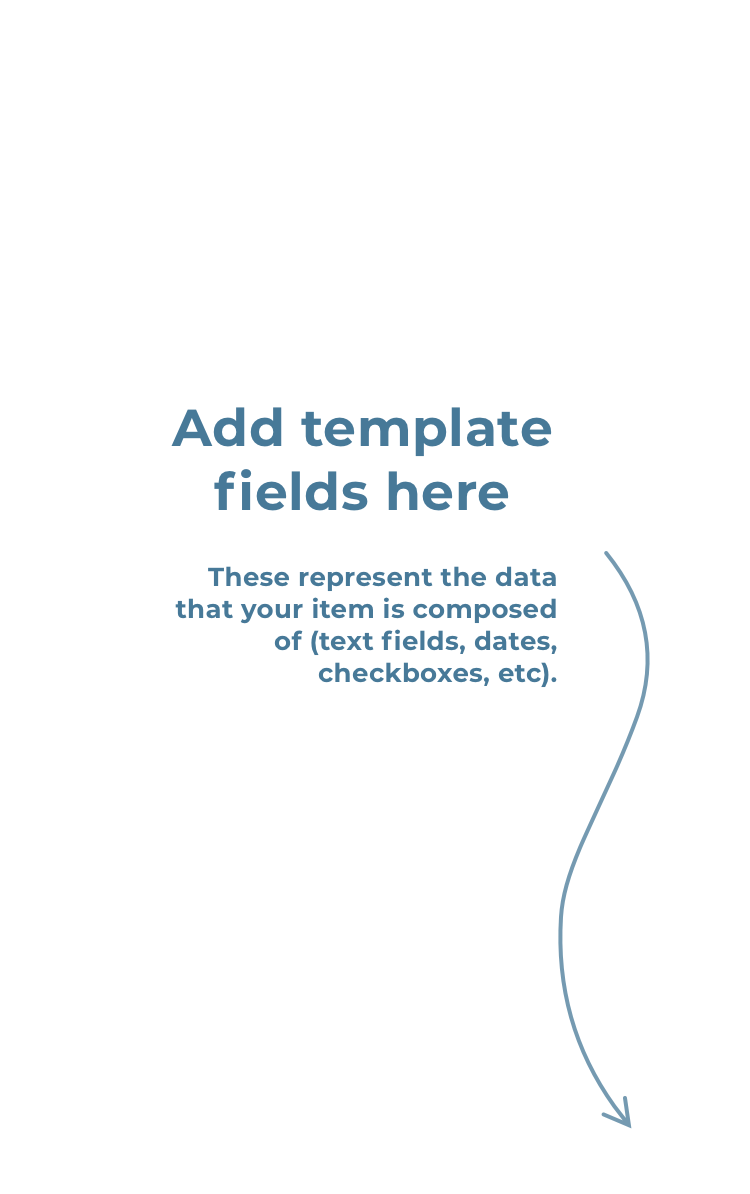 Add template
fields here
These represent the data
that your item is composed
of (text fields, dates,
checkboxes, etc).